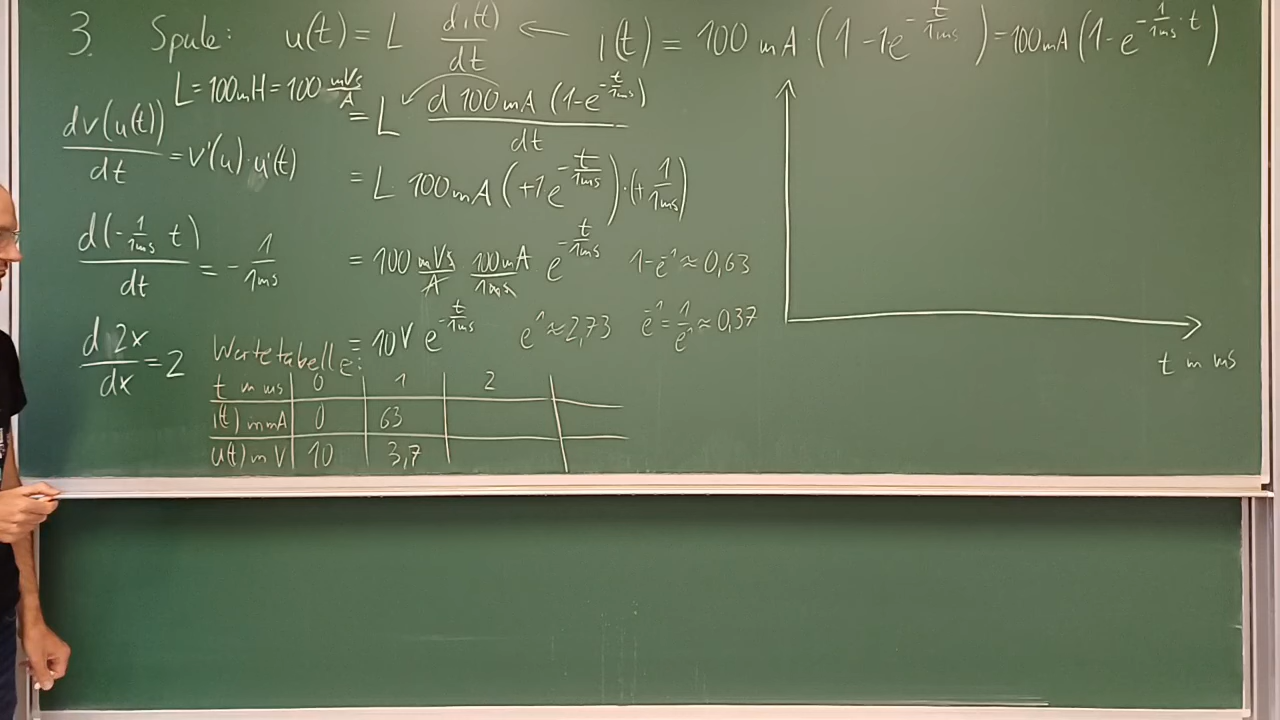 3. Spule: u(t) = L di(t)/dt ← i(t) = 100 mA · (1 - 1e^(-t/1ms)) = 100mA (1 - e^(-1/1ms · t))
L = 100mH = 100 mVs/A
= L d 100mA (1-e^(-t/1ms))/dt
dv(u(t))/dt = v'(u) · u'(t)
= L · 100mA (+1e^(-t/1ms)) · (+1/1ms)
d(-1/1ms t)/dt = -1/1ms
= 100 mVs/A 100mA/1ms e^(-t/1ms)
1-e^-1 ≈ 0,63
= 10V e^(-t/1ms)
e^1 ≈ 2,73
e^-1 = 1/e^1 ≈ 0,37
d 2x/dx = 2
Wertetabelle:
t in ms | 0 | 1 | 2
i(t) in mA | 0 | 63
u(t) in V | 10 | 3,7
t in ms